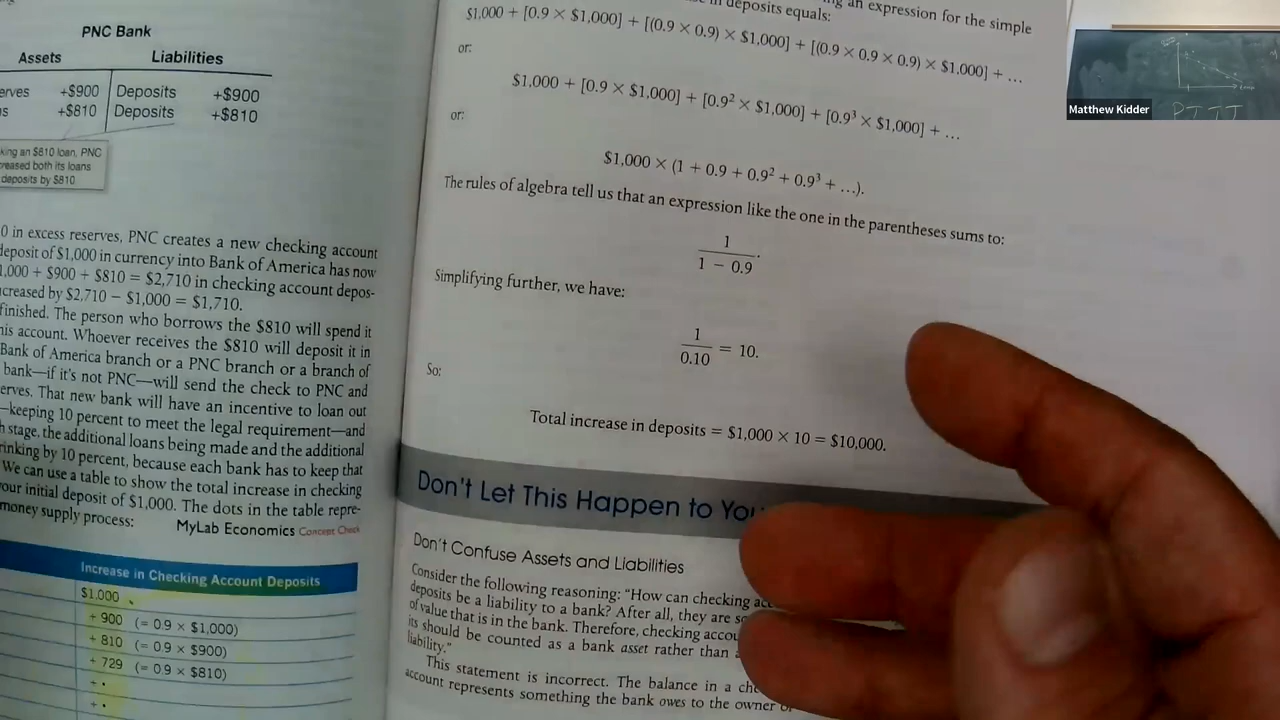 PNC Bank
Assets Liabilities
+$900 Deposits +$900
+$810 Deposits +$810
an $810 loan, PNC
both its loans
deposits by $810
in excess reserves, PNC creates a new checking account
deposit of $1,000 in currency into Bank of America has now
+ $900 + $810 = $2,710 in checking account depos-
by $2,710 − $1,000 = $1,710.
finished. The person who borrows the $810 will spend it
account. Whoever receives the $810 will deposit it in
Bank of America branch or a PNC branch or a branch of
bank—if it's not PNC—will send the check to PNC and
That new bank will have an incentive to loan out
—keeping 10 percent to meet the legal requirement—and
stage, the additional loans being made and the additional
by 10 percent, because each bank has to keep that
We can use a table to show the total increase in checking
your initial deposit of $1,000. The dots in the table repre-
money supply process:
MyLab Economics Concept Check
Increase in Checking Account Deposits
$1,000
+ 900 (= 0.9 × $1,000)
+ 810 (= 0.9 × $900)
+ 729 (= 0.9 × $810)
+ •
+ •
an expression for the simple
in deposits equals:
$1,000 + [0.9 × $1,000] + [(0.9 × 0.9) × $1,000] + [(0.9 × 0.9 × 0.9) × $1,000] + …
or:
$1,000 + [0.9 × $1,000] + [0.9² × $1,000] + [0.9³ × $1,000] + …
or:
$1,000 × (1 + 0.9 + 0.9² + 0.9³ + …).
The rules of algebra tell us that an expression like the one in the parentheses sums to:
1
1 − 0.9.
Simplifying further, we have:
1
0.10 = 10.
So:
Total increase in deposits = $1,000 × 10 = $10,000.
Don't Let This Happen to
Don't Confuse Assets and Liabilities
Consider the following reasoning: "How can checking
deposits be a liability to a bank? After all, they are
of value that is in the bank. Therefore, checking
its should be counted as a bank asset rather than
liability."
This statement is incorrect. The balance in a
account represents something the bank owes to the owner
Matthew Kidder